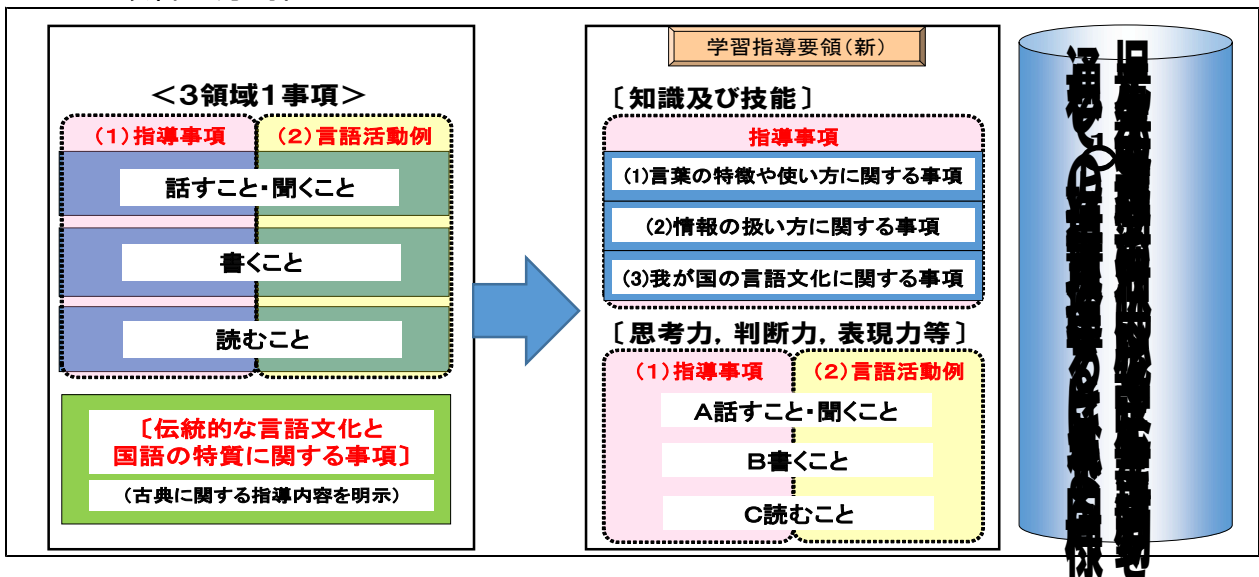 <3領域1事項>
(1)指導事項
(2)言語活動例
話すこと・聞くこと
書くこと
読むこと
〔伝統的な言語文化と
国語の特質に関する事項〕
(古典に関する指導内容を明示)
学習指導要領(新)
〔知識及び技能〕
指導事項
(1)言葉の特徴や使い方に関する事項
(2)情報の扱い方に関する事項
(3)我が国の言語文化に関する事項
〔思考力,判断力,表現力等〕
(1)指導事項
(2)言語活動例
A話すこと・聞くこと
B書くこと
C読むこと